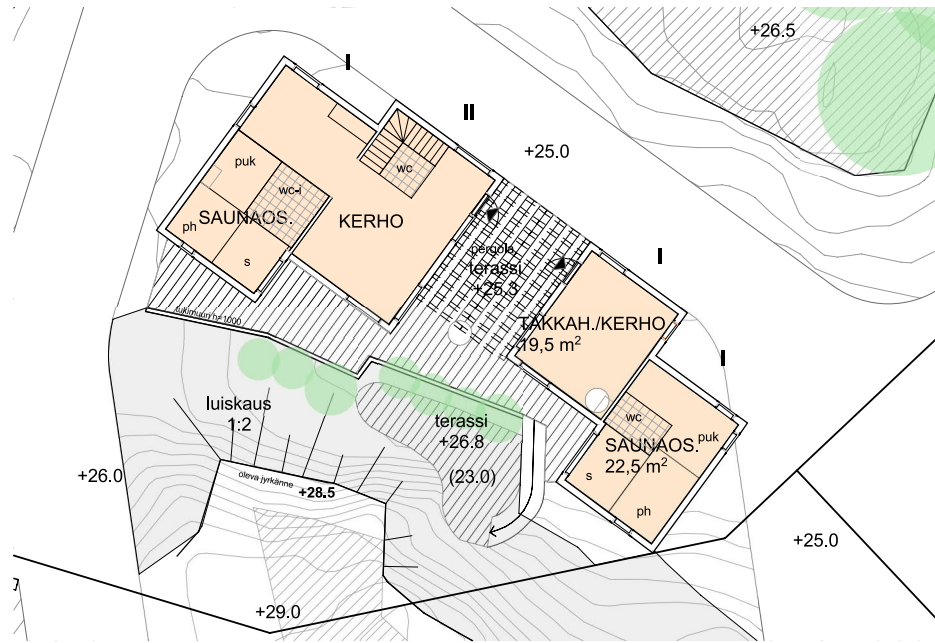 +26.5
I
II
+25.0
puk
wc
wc-i
SAUNAOS.
KERHO
ph
s
pergola
terassi
+25.3
I
TAKKAH./KERHO
19,5 m²
tukimuuri h=1000
I
luiskaus
1:2
terassi
+26.8
(23.0)
wc
puk
SAUNAOS.
22,5 m²
s
ph
+26.0
oleva jyrkänne
+28.5
+25.0
+29.0